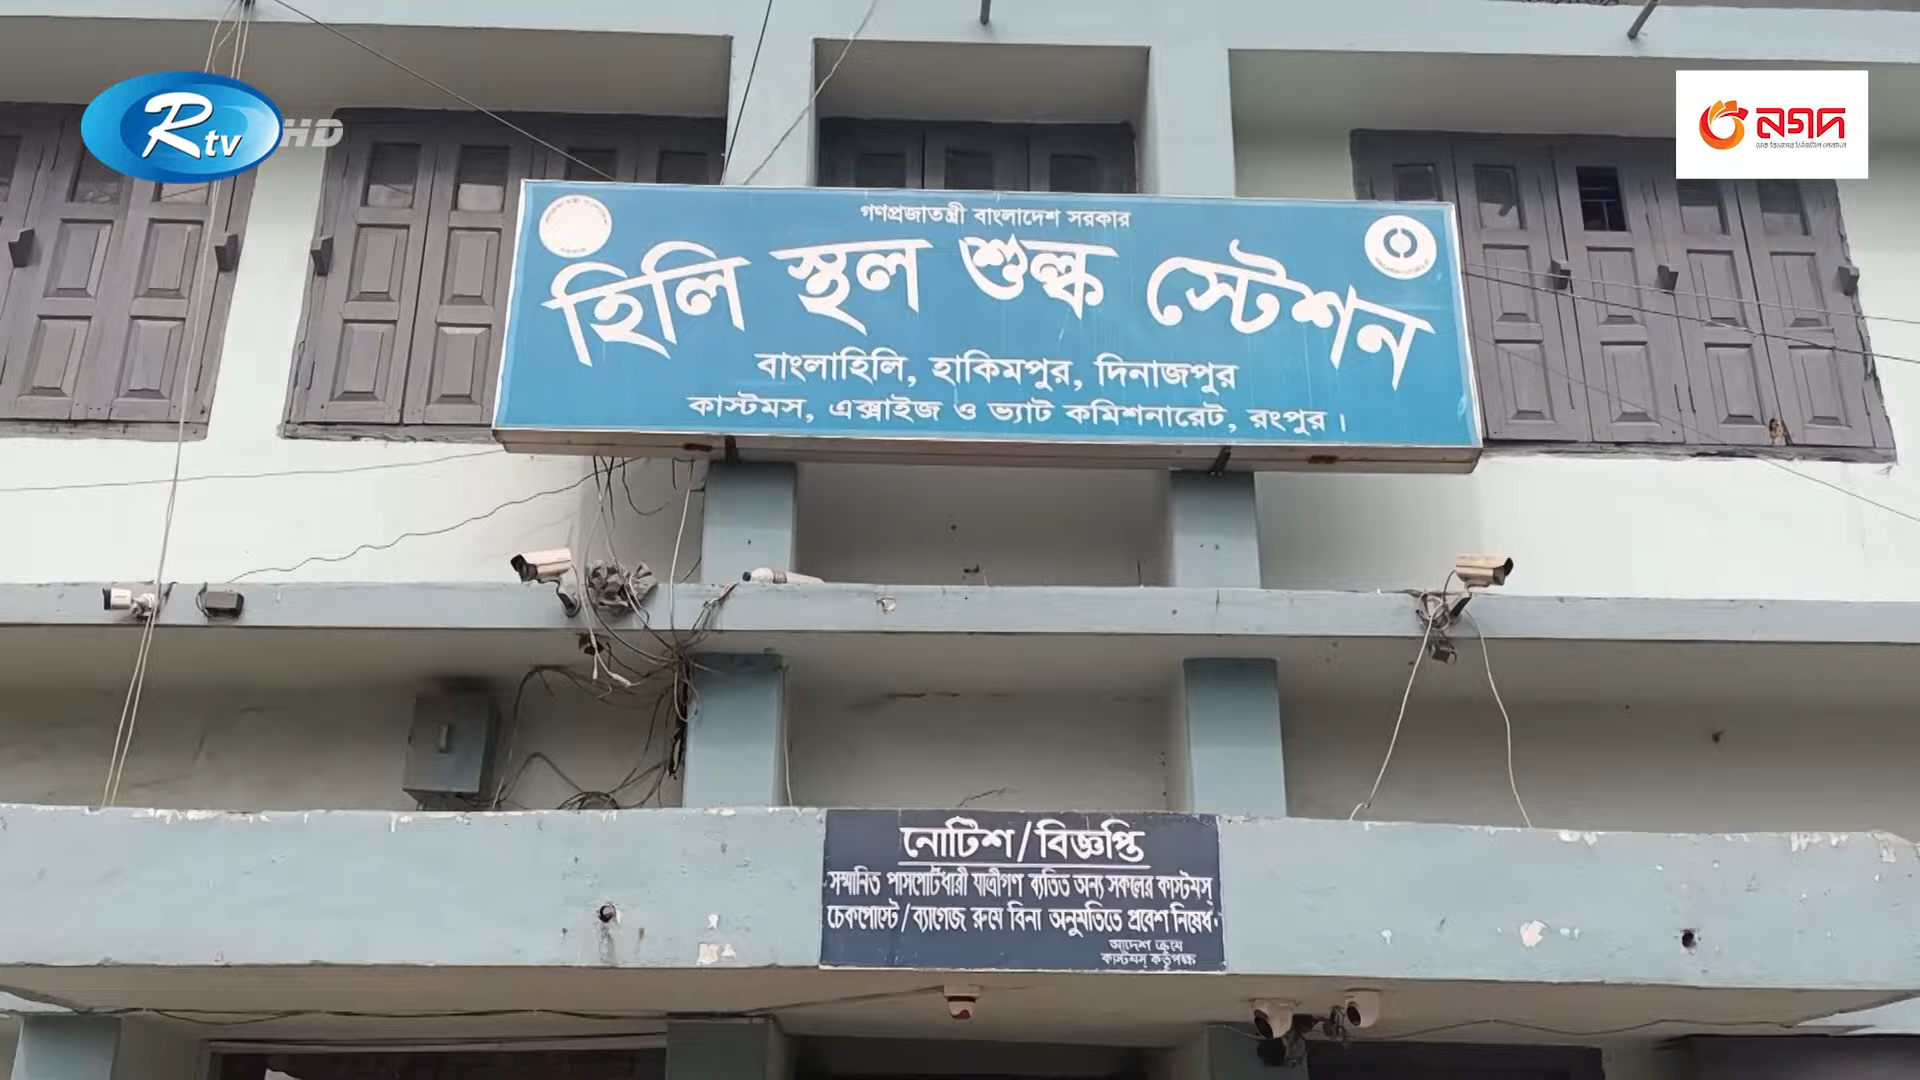 Rtv HD
নগদ
ডাক বিভাগের ডিজিটাল লেনদেন
গণপ্রজাতন্ত্রী বাংলাদেশ সরকার
হিলি স্থল শুল্ক স্টেশন
বাংলাহিলি, হাকিমপুর, দিনাজপুর
কাস্টমস, এক্সাইজ ও ভ্যাট কমিশনারেট, রংপুর।
নোটিশ/বিজ্ঞপ্তি
সম্মানিত পাসপোর্টধারী যাত্রীগণ ব্যতিত অন্য সকলের কাস্টমস্
চেকপোস্টে/ব্যাগেজ রুমে বিনা অনুমতিতে প্রবেশ নিষেধ।
আদেশ ক্রমে
কাস্টমস্ কর্তৃপক্ষ